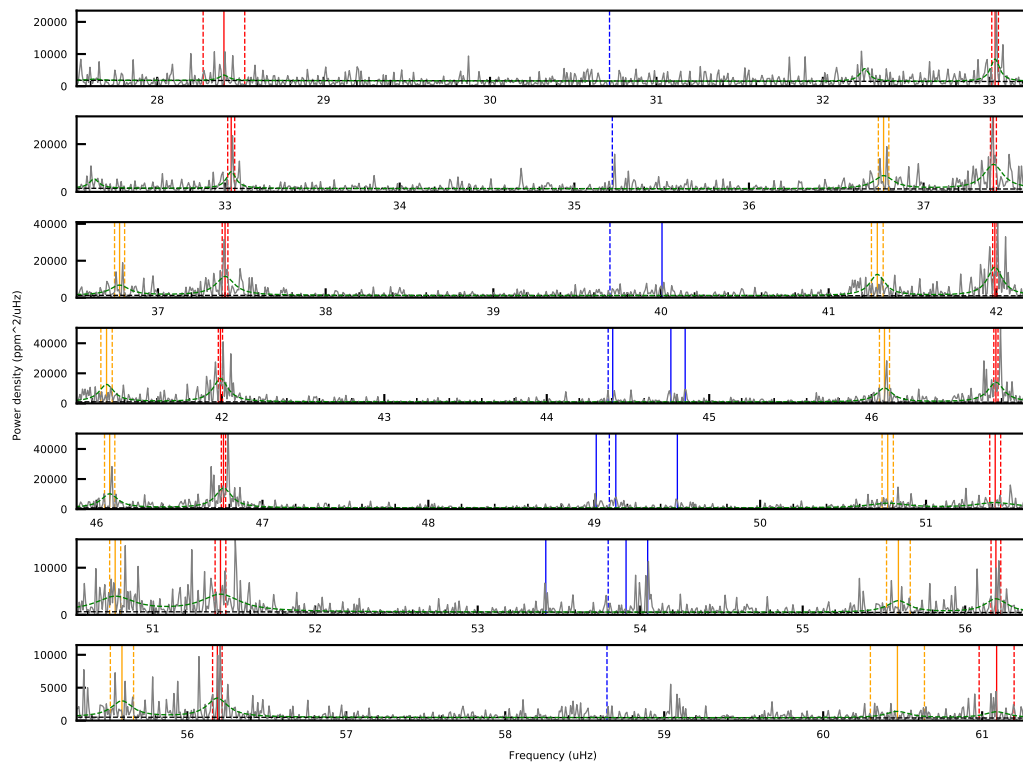 20000
10000
0
28 29 30 31 32 33
20000
0
33 34 35 36 37
40000
20000
0
37 38 39 40 41 42
40000
20000
0
42 43 44 45 46
40000
20000
0
46 47 48 49 50 51
10000
0
51 52 53 54 55 56
10000
5000
0
56 57 58 59 60 61
Power density (ppm^2/uHz)
Frequency (uHz)